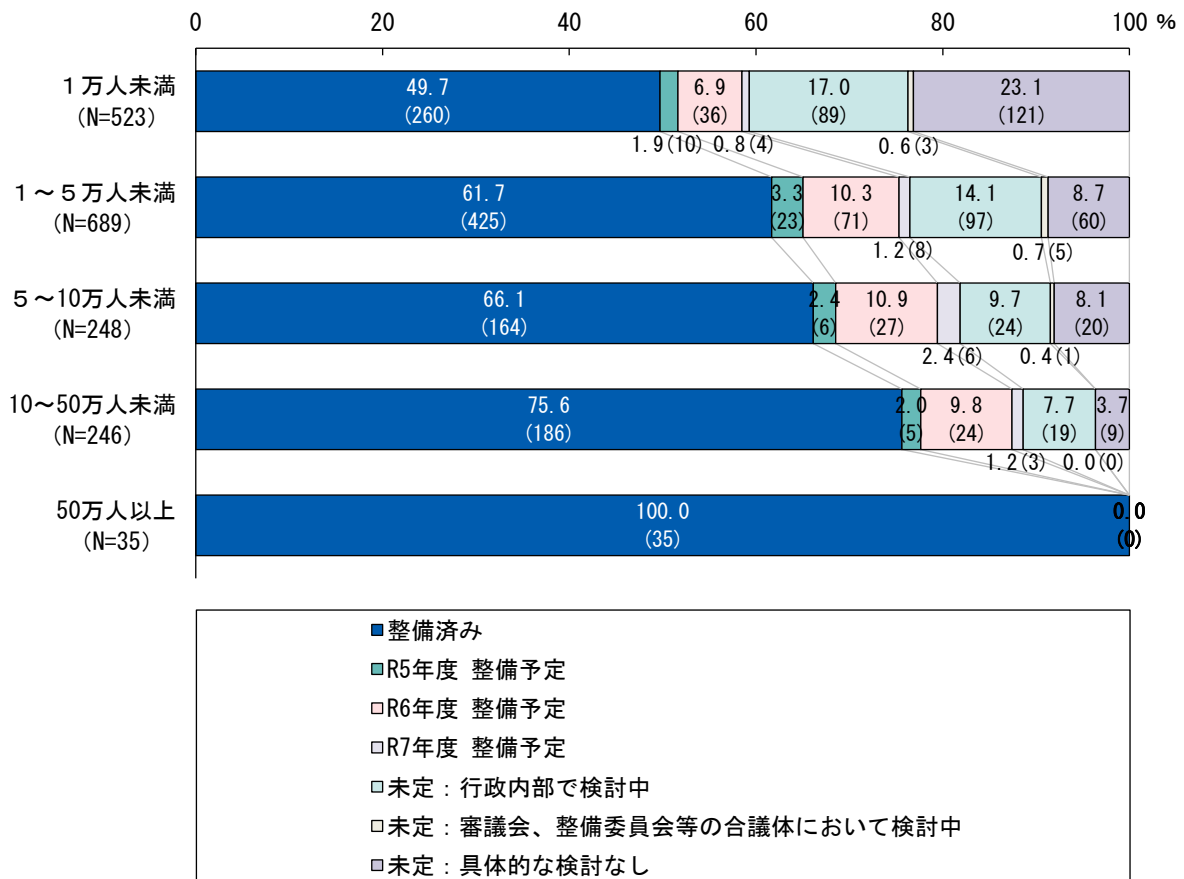 0 20 40 60 80 100 %
１万人未満
(N=523)
49.7 6.9 17.0 23.1
(260) (36) (89) (121)
1.9(10) 0.8(4) 0.6(3)
１～５万人未満
(N=689)
61.7 3.3 10.3 14.1 8.7
(425) (23) (71) (97) (60)
1.2(8) 0.7(5)
５～10万人未満
(N=248)
66.1 2.4 10.9 9.7 8.1
(164) (6) (27) (24) (20)
2.4(6) 0.4(1)
10～50万人未満
(N=246)
75.6 2.0 9.8 7.7 3.7
(186) (5) (24) (19) (9)
1.2(3) 0.0(0)
50万人以上
(N=35)
100.0 0.0
(35) (0)
整備済み
R5年度 整備予定
R6年度 整備予定
R7年度 整備予定
未定：行政内部で検討中
未定：審議会、整備委員会等の合議体において検討中
未定：具体的な検討なし